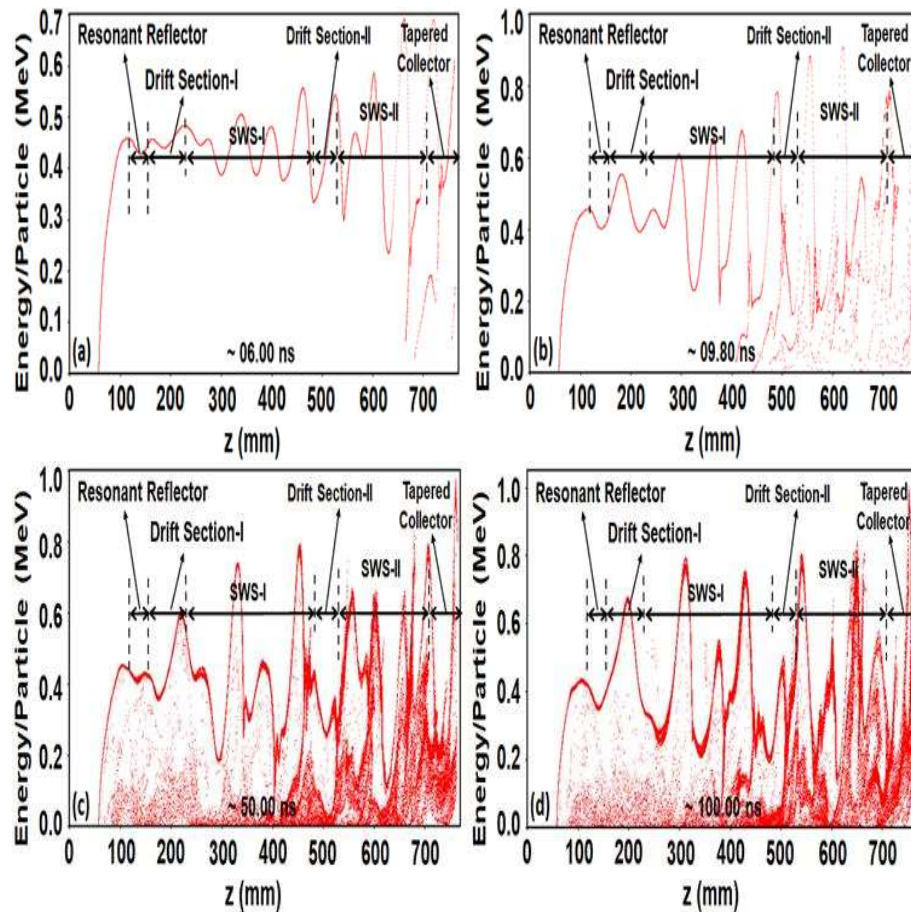 Energy/Particle (MeV)
0.7
0.6
0.5
0.4
0.3
0.2
0.1
0.0
Resonant Reflector
Drift Section-I
SWS-I
Drift Section-II
SWS-II
Tapered
Collector
(a)
~ 06.00 ns
0 100 200 300 400 500 600 700
z (mm)
Energy/Particle (MeV)
1.0
0.8
0.6
0.4
0.2
0.0
Resonant Reflector
Drift Section-I
SWS-I
Drift Section-II
SWS-II
Tapered
Collector
(b)
~ 09.80 ns
0 100 200 300 400 500 600 700
z (mm)
Energy/Particle (MeV)
1.0
0.8
0.6
0.4
0.2
0.0
Resonant Reflector
Drift Section-I
SWS-I
Drift Section-II
SWS-II
Tapered
Collector
(c)
~ 50.00 ns
0 100 200 300 400 500 600 700
z (mm)
Energy/Particle (MeV)
1.0
0.8
0.6
0.4
0.2
0.0
Resonant Reflector
Drift Section-I
SWS-I
Drift Section-II
SWS-II
Tapered
Collector
(d)
~ 100.00 ns
0 100 200 300 400 500 600 700
z (mm)